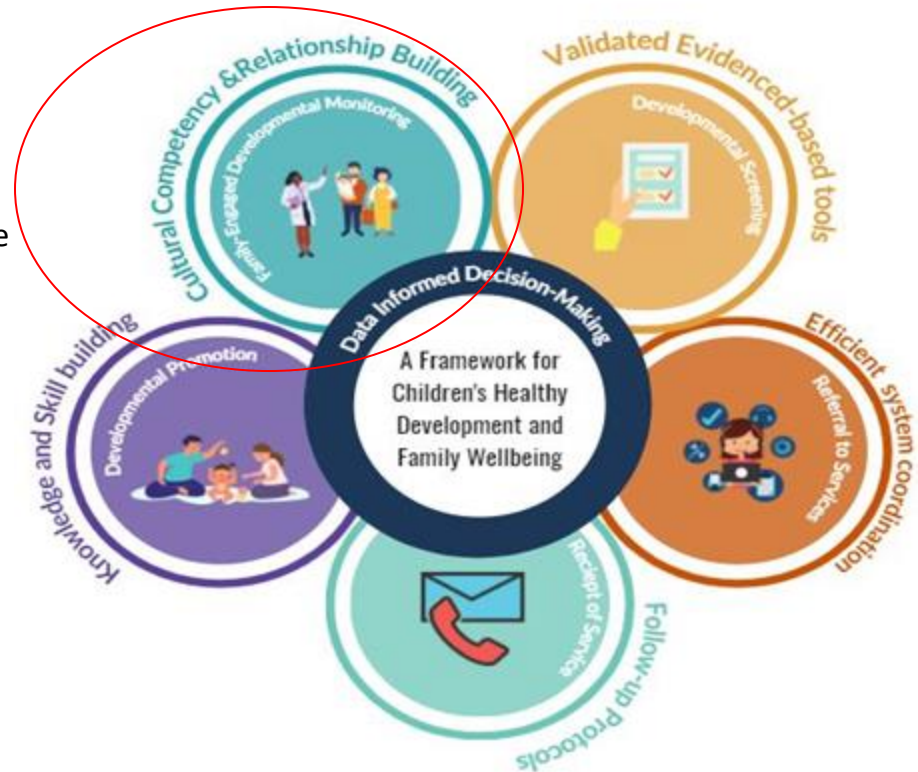 Cultural Competency &Relationship Building
Family-Engaged Developmental Monitoring
Validated Evidenced-based tools
Developmental Screening
e
Data Informed Decision-Making
A Framework for
Children's Healthy
Development and
Family Wellbeing
Knowledge and Skill building
Developmental Promotion
Efficient system coordination
Referral to Services
Reciept of Service
Follow-up Protocols